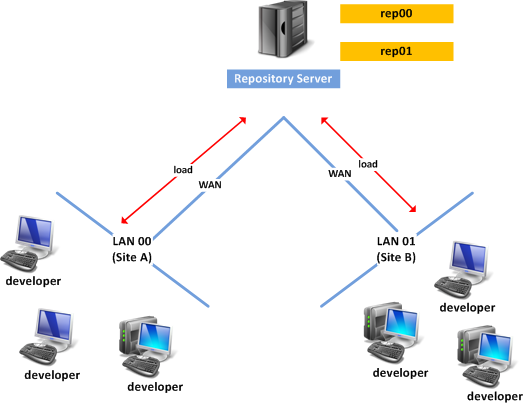 rep00
rep01
Repository Server
load
load
WAN
WAN
LAN 00
(Site A)
LAN 01
(Site B)
developer
developer
developer
developer
developer
developer